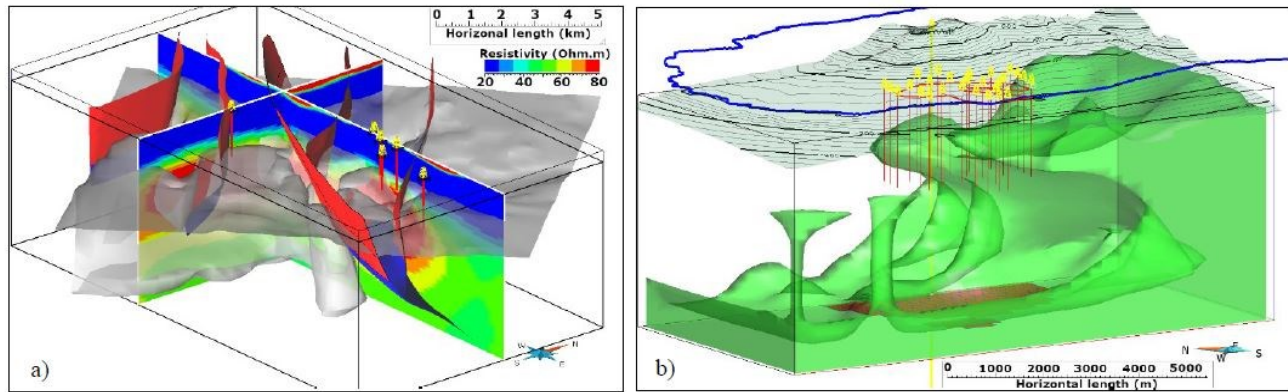 0 1 2 3 4 5
Horizonal length (km)
Resistivity (Ohm.m)
20 40 60 80
W N
S E
a)
N E
W S
0 1000 2000 3000 4000 5000
Horizontal length (m)
b)